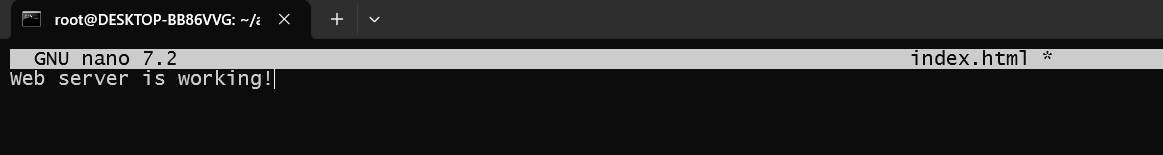 root@DESKTOP-BB86VVG: ~/a
GNU nano 7.2 index.html *
Web server is working!